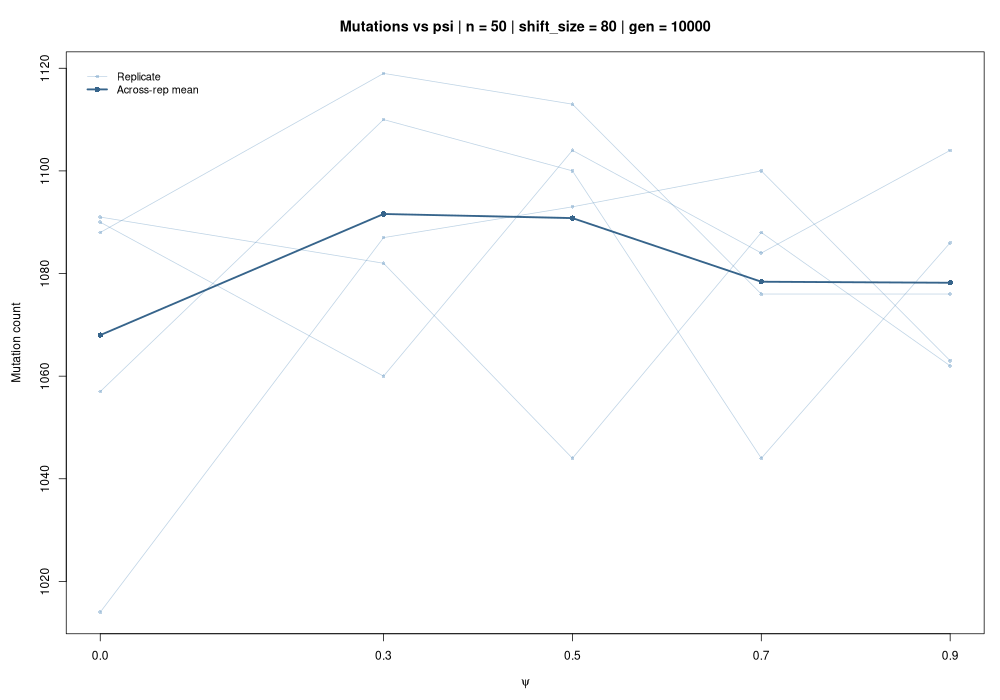 Mutations vs psi | n = 50 | shift_size = 80 | gen = 10000
Replicate
Across-rep mean
Mutation count
1120
1100
1080
1060
1040
1020
0.0 0.3 0.5 0.7 0.9
ψ